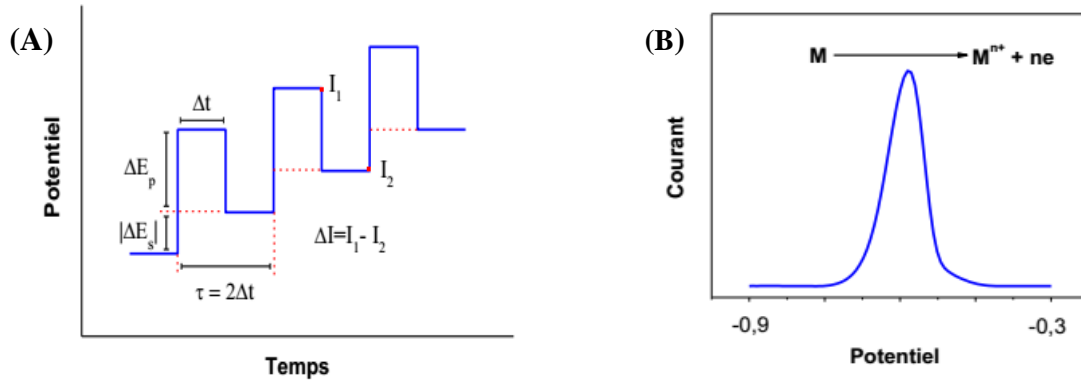 (A)
Potentiel
Δt
ΔEp
|ΔEs|
I1
I2
ΔI=I1- I2
τ = 2Δt
Temps
(B)
M → Mn+ + ne
Courant
-0,9
-0,3
Potentiel